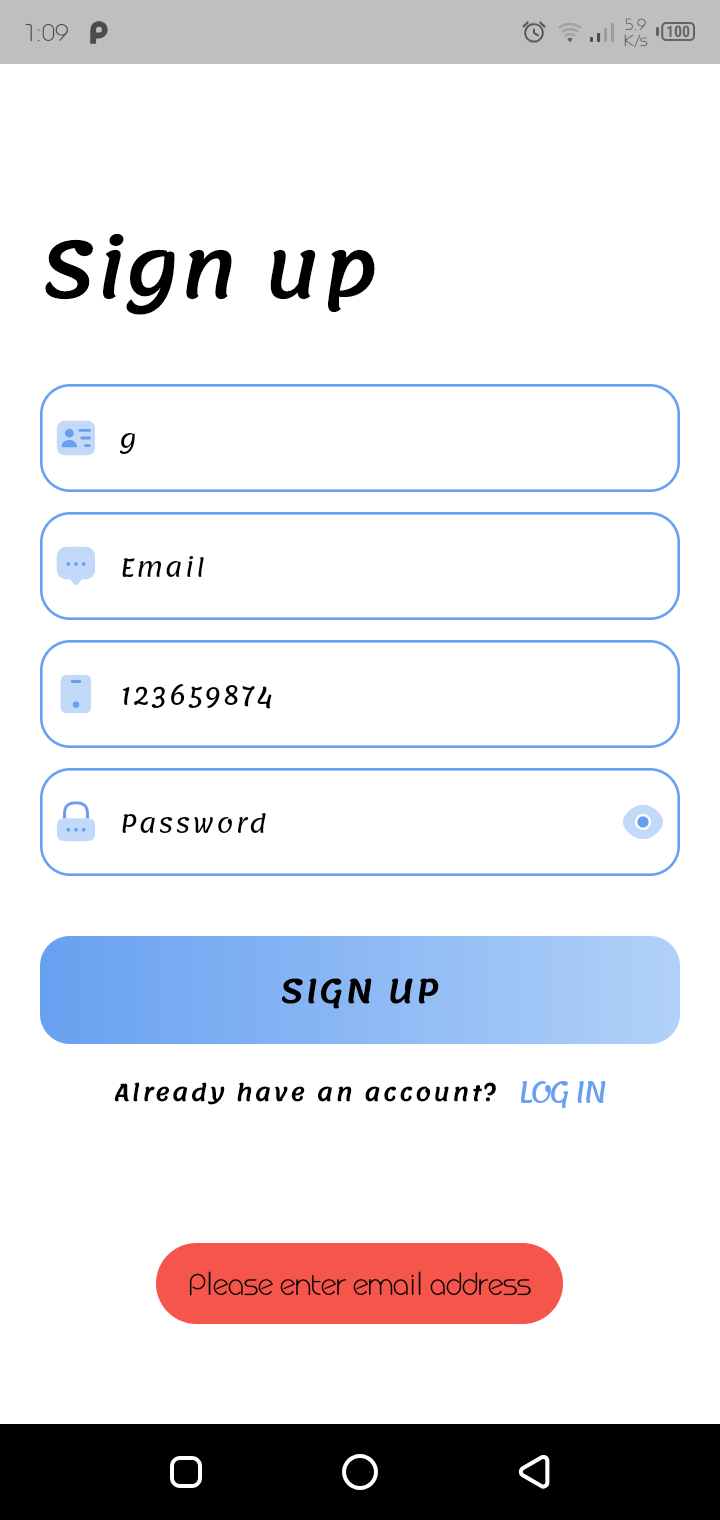 1:09
5.9
K/s
100
Sign up
g
Email
123659874
Password
SIGN UP
Already have an account? LOG IN
Please enter email address